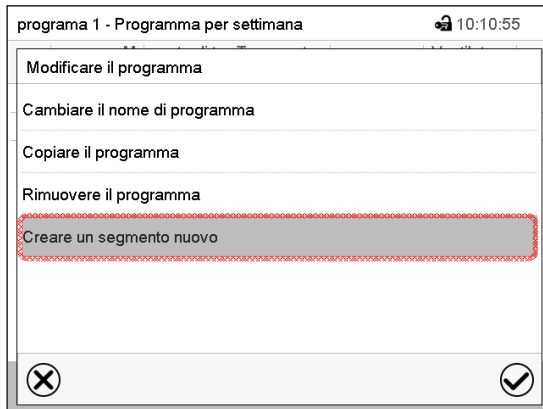 programa 1 - Programma per settimana 10:10:55
Modificare il programma
Cambiare il nome di programma
Copiare il programma
Rimuovere il programma
Creare un segmento nuovo